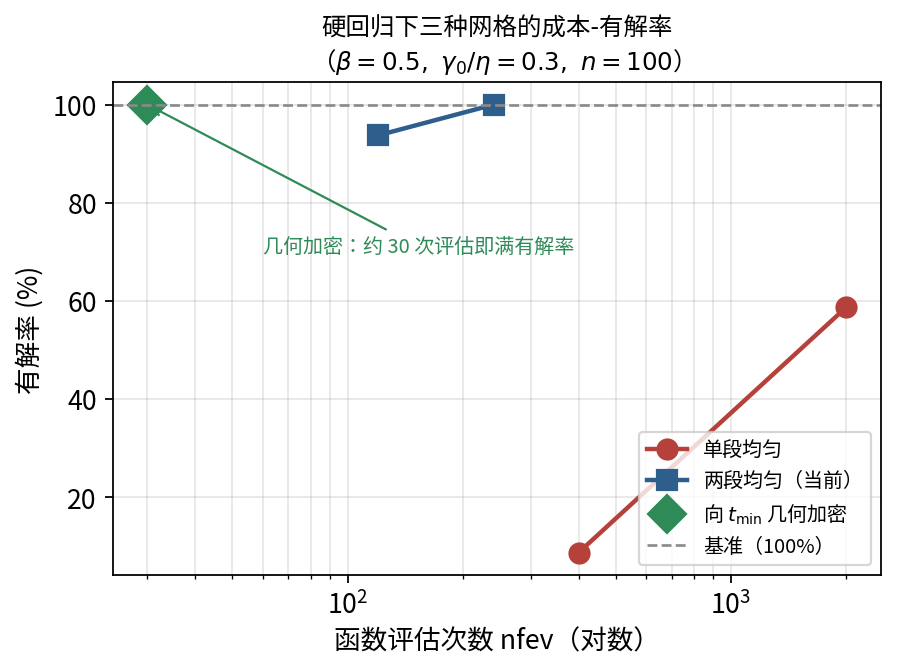 硬回归下三种网格的成本-有解率
（β = 0.5, γ₀/η = 0.3, n = 100）
有解率 (%)
100
80
60
40
20
几何加密：约 30 次评估即满有解率
单段均匀
两段均匀（当前）
向 t_min 几何加密
基准（100%）
10²
10³
函数评估次数 nfev（对数）